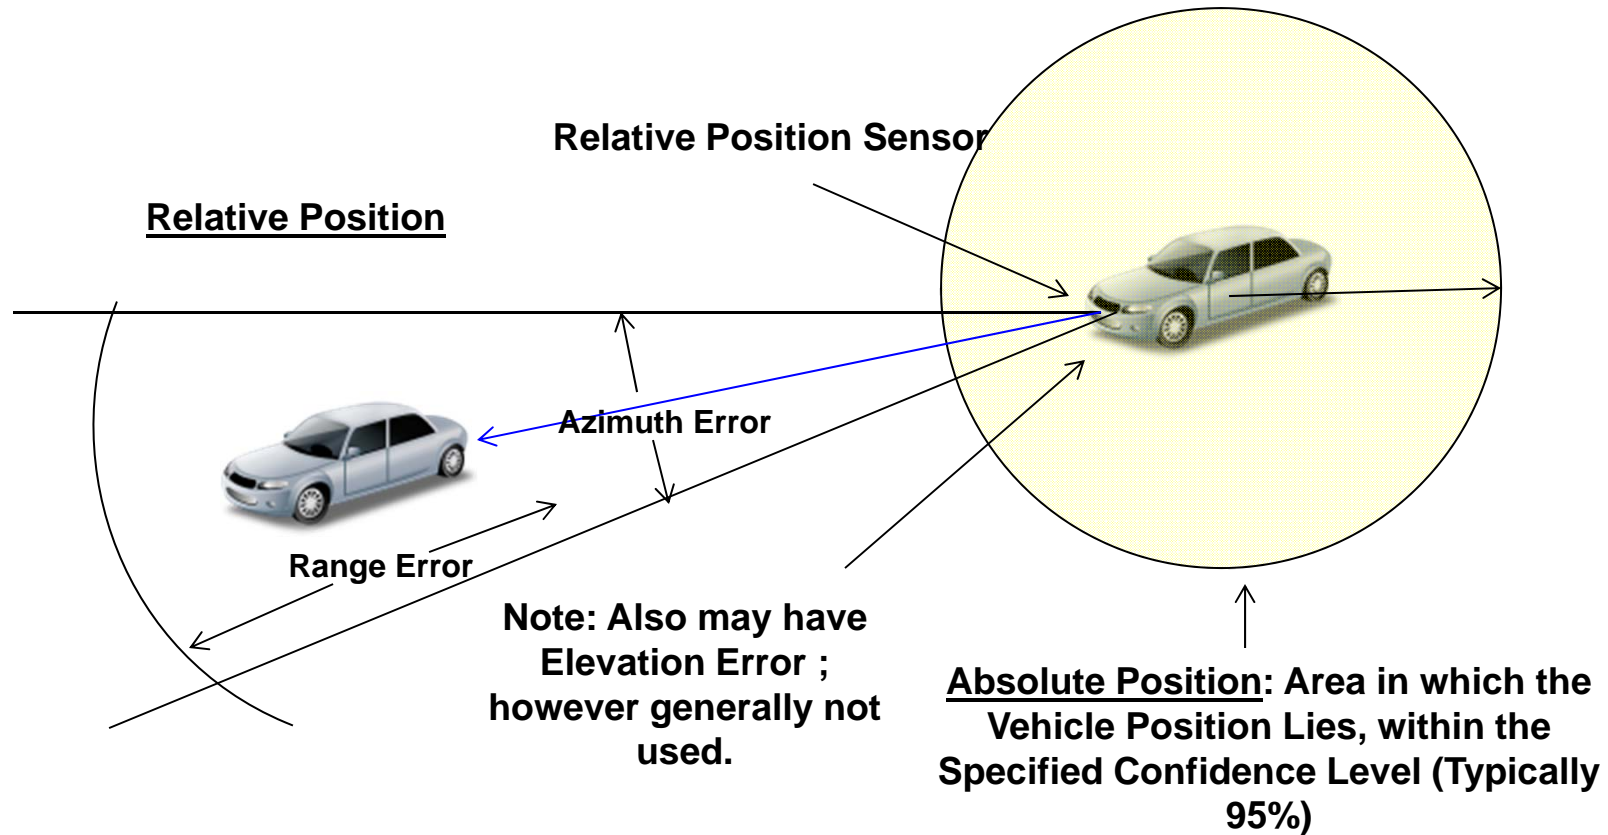 Relative Position Sensor
Relative Position
Azimuth Error
Range Error
Note: Also may have
Elevation Error ;
however generally not
used.
Absolute Position: Area in which the
Vehicle Position Lies, within the
Specified Confidence Level (Typically
95%)